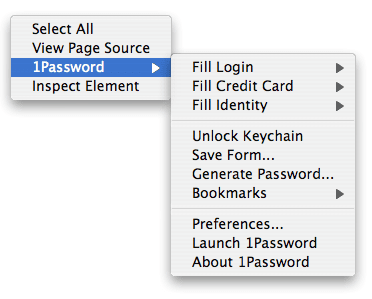 Select All
View Page Source
1Password
Inspect Element
Fill Login
Fill Credit Card
Fill Identity
Unlock Keychain
Save Form...
Generate Password...
Bookmarks
Preferences...
Launch 1Password
About 1Password